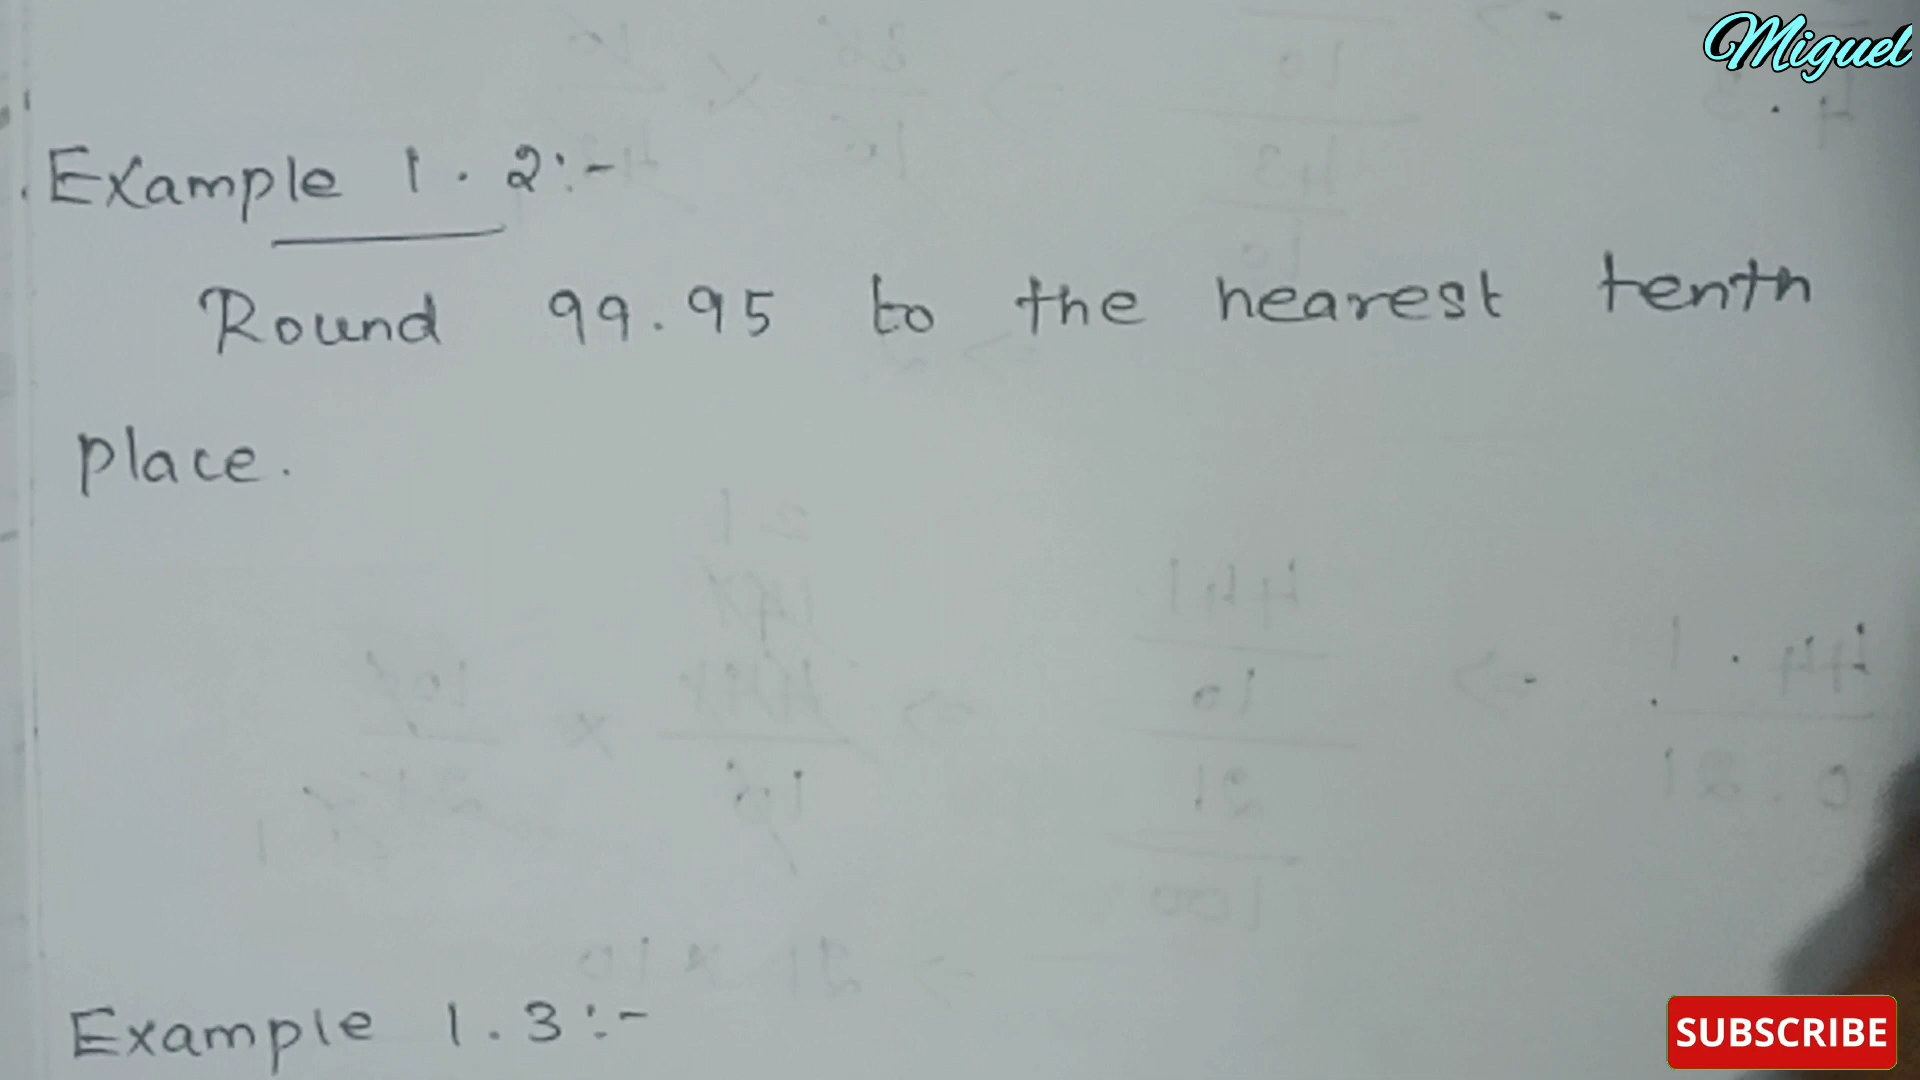 Miguel
Example 1.2:-
Round 99.95 to the nearest tenth
place.
Example 1.3:-
SUBSCRIBE